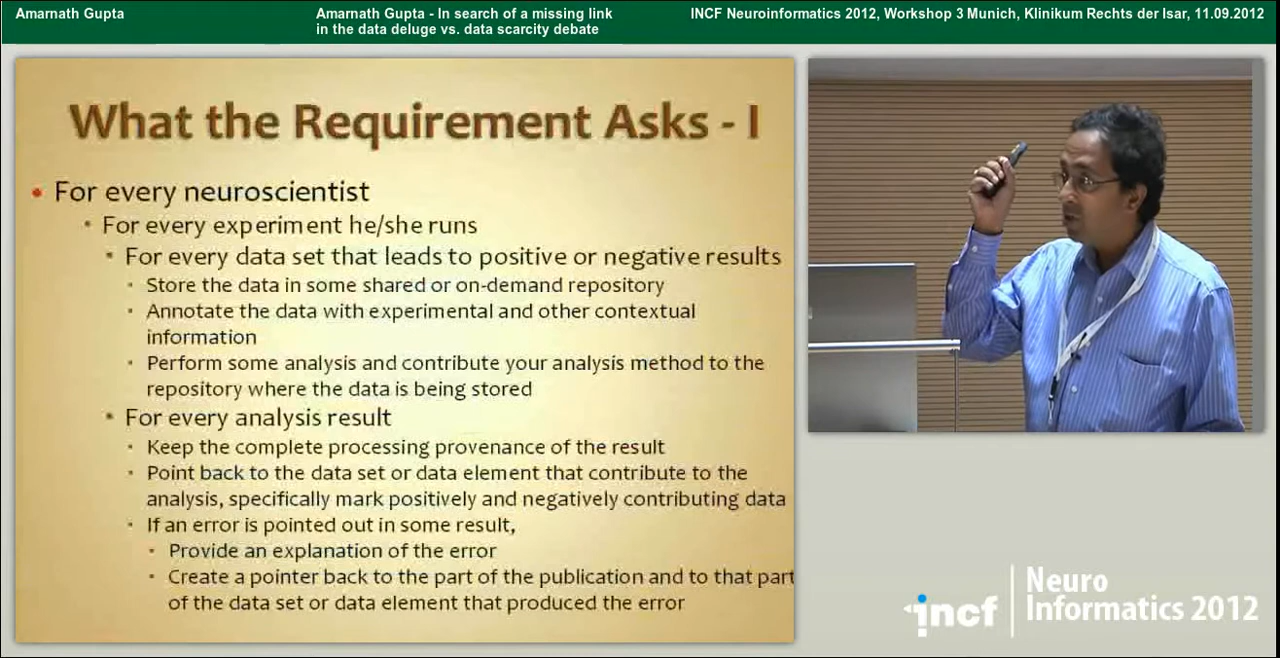 Amarnath Gupta
Amarnath Gupta - In search of a missing link
in the data deluge vs. data scarcity debate
INCF Neuroinformatics 2012, Workshop 3 Munich, Klinikum Rechts der Isar, 11.09.2012
What the Requirement Asks - I
• For every neuroscientist
• For every experiment he/she runs
• For every data set that leads to positive or negative results
• Store the data in some shared or on-demand repository
• Annotate the data with experimental and other contextual
information
• Perform some analysis and contribute your analysis method to the
repository where the data is being stored
• For every analysis result
• Keep the complete processing provenance of the result
• Point back to the data set or data element that contribute to the
analysis, specifically mark positively and negatively contributing data
• If an error is pointed out in some result,
• Provide an explanation of the error
• Create a pointer back to the part of the publication and to that part
of the data set or data element that produced the error
incf
Neuro
Informatics 2012